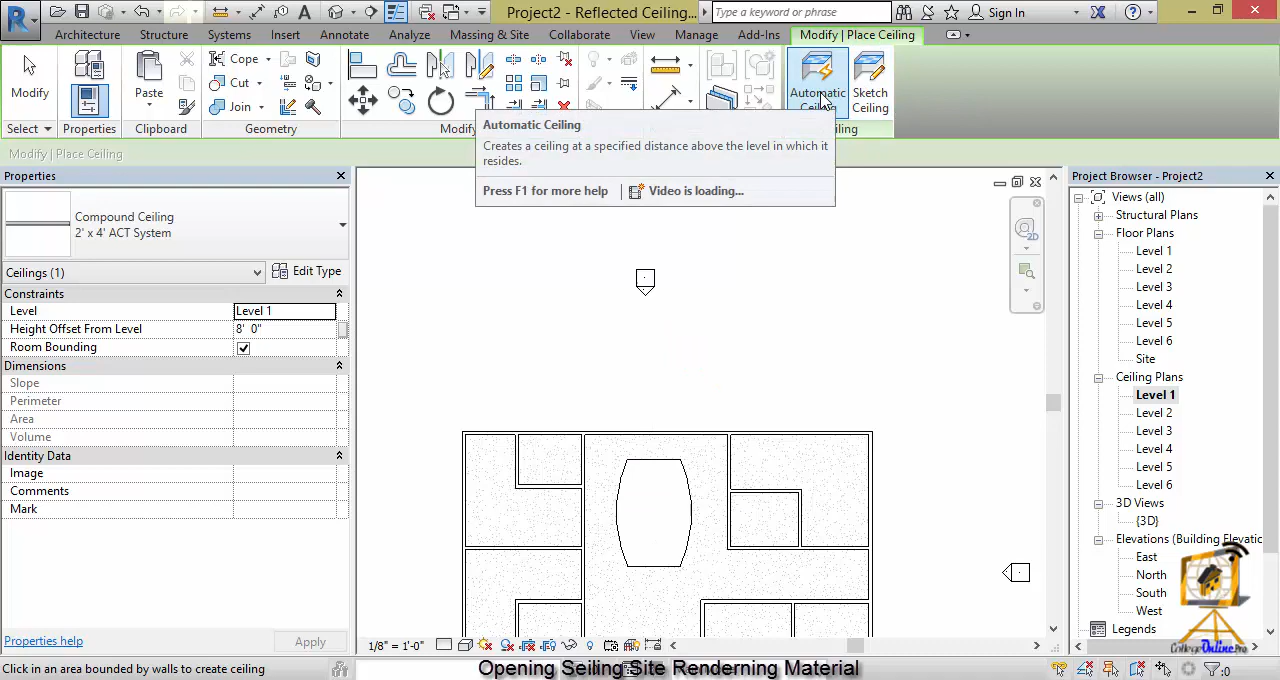 Project2 - Reflected Ceiling...
Type a keyword or phrase
Sign In
Architecture
Structure
Systems
Insert
Annotate
Analyze
Massing & Site
Collaborate
View
Manage
Add-Ins
Modify | Place Ceiling
Modify
Paste
Cope
Cut
Join
Automatic
Sketch
Ceiling
Select
Properties
Clipboard
Geometry
Modify | Place Ceiling
Automatic Ceiling
Creates a ceiling at a specified distance above the level in which it
resides.
Press F1 for more help
Video is loading...
Properties
Compound Ceiling
2' x 4' ACT System
Ceilings (1)
Edit Type
Constraints
Level
Level 1
Height Offset From Level
8' 0"
Room Bounding
Dimensions
Slope
Perimeter
Area
Volume
Identity Data
Image
Comments
Mark
Properties help
Apply
2D
1/8" = 1'-0"
Project Browser - Project2
Views (all)
Structural Plans
Floor Plans
Level 1
Level 2
Level 3
Level 4
Level 5
Level 6
Site
Ceiling Plans
Level 1
Level 2
Level 3
Level 4
Level 5
Level 6
3D Views
{3D}
Elevations (Building Elevatic
East
North
South
West
Legends
CollegeOnline.Pro
Click in an area bounded by walls to create ceiling
Opening Seiling Site Rendernning Material
:0